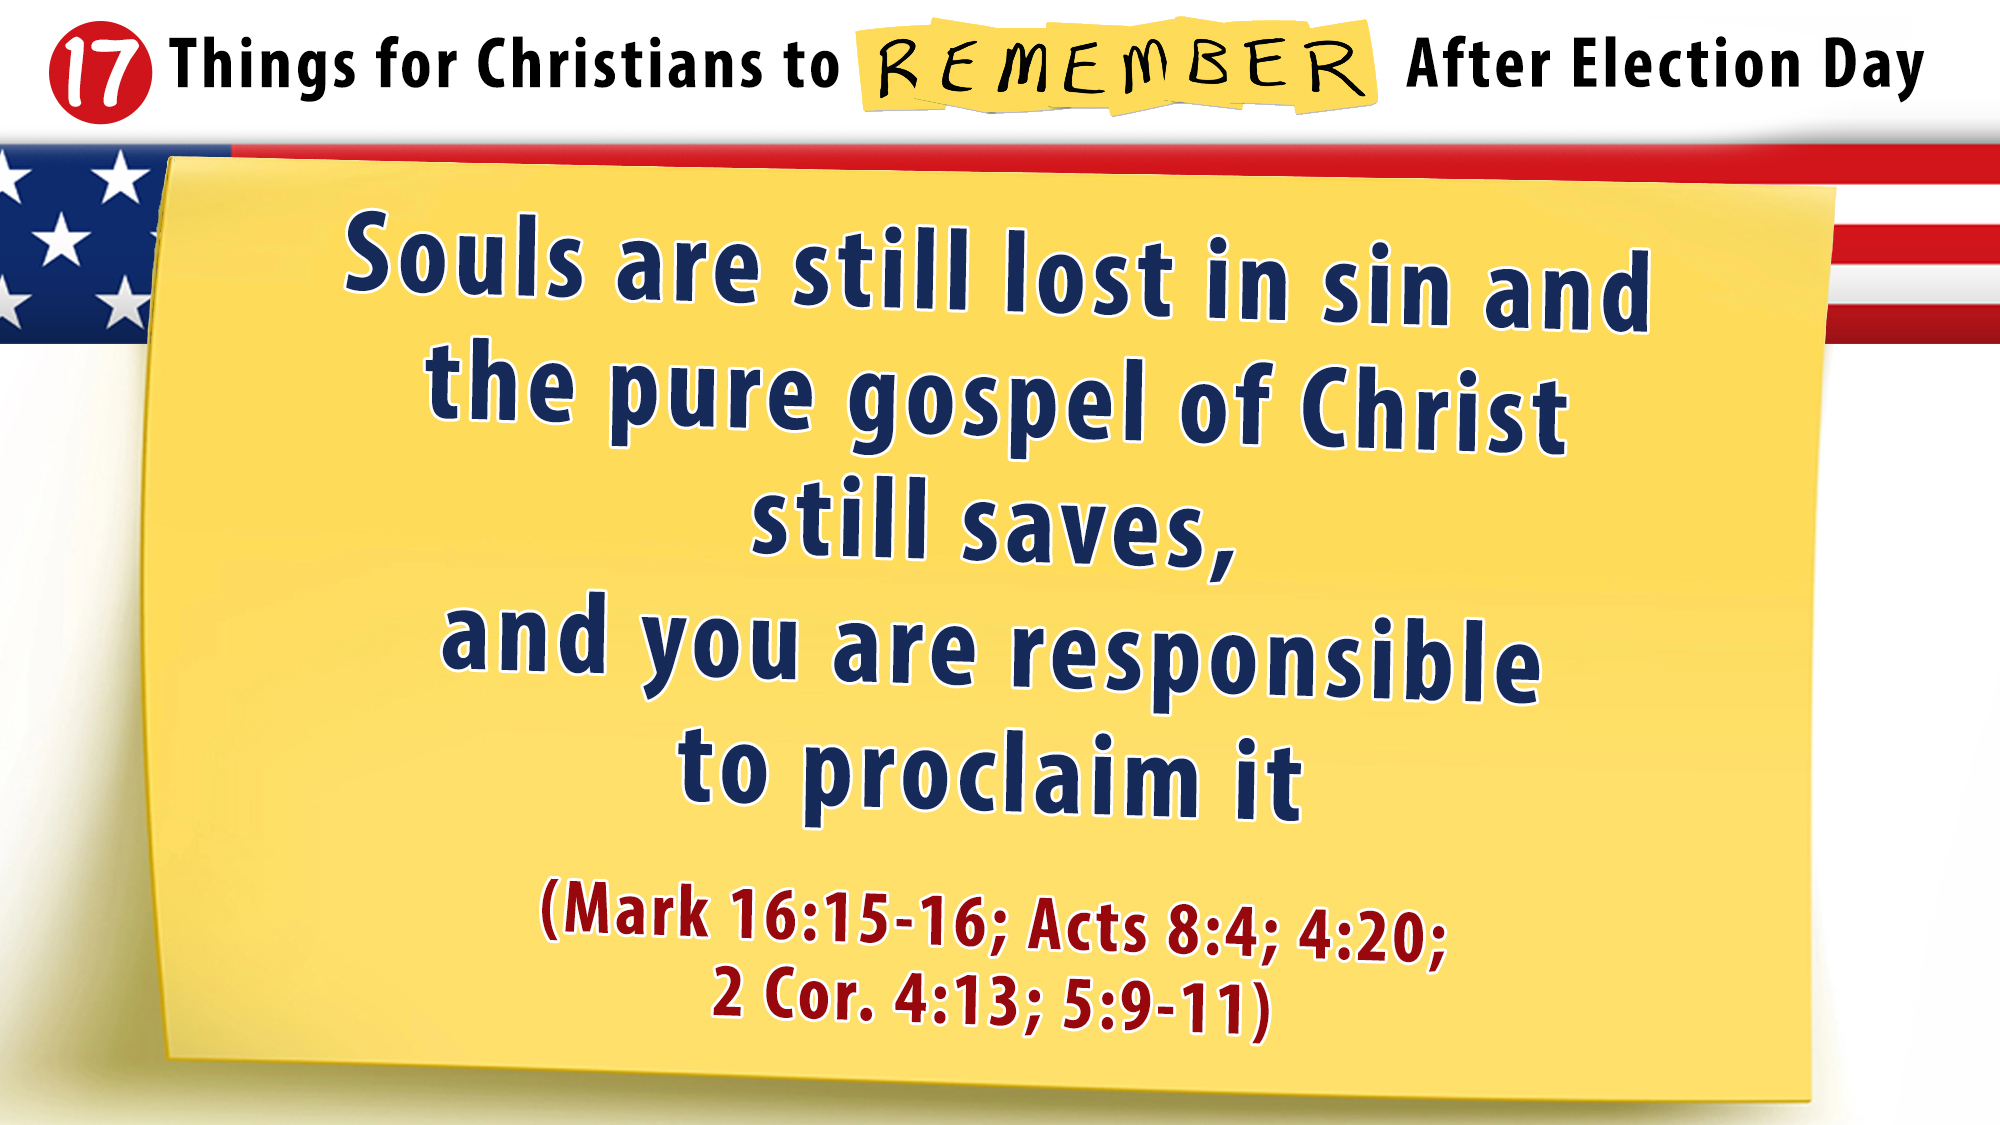 17 Things for Christians to REMEMBER After Election Day
Souls are still lost in sin and
the pure gospel of Christ
still saves,
and you are responsible
to proclaim it
(Mark 16:15-16; Acts 8:4; 4:20;
2 Cor. 4:13; 5:9-11)